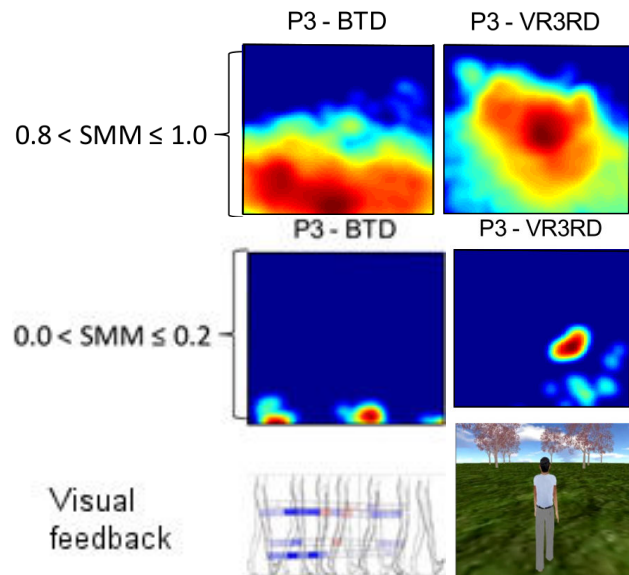 P3 - BTD
P3 - VR3RD
0.8 < SMM ≤ 1.0
P3 - BTD
P3 - VR3RD
0.0 < SMM ≤ 0.2
Visual
feedback